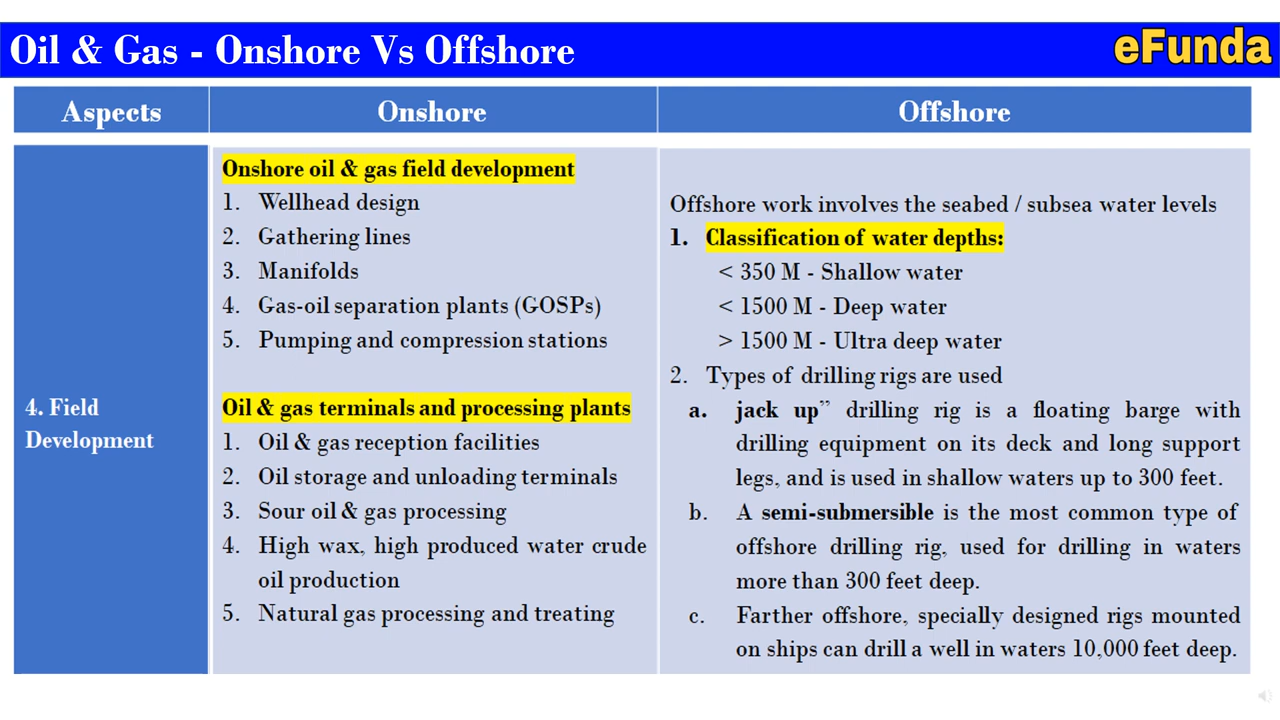 Oil & Gas - Onshore Vs Offshore
eFunda
Aspects
Onshore
Offshore
4. Field
Development
Onshore oil & gas field development
1. Wellhead design
2. Gathering lines
3. Manifolds
4. Gas-oil separation plants (GOSPs)
5. Pumping and compression stations
Oil & gas terminals and processing plants
1. Oil & gas reception facilities
2. Oil storage and unloading terminals
3. Sour oil & gas processing
4. High wax, high produced water crude
oil production
5. Natural gas processing and treating
Offshore work involves the seabed / subsea water levels
1. Classification of water depths:
< 350 M - Shallow water
< 1500 M - Deep water
> 1500 M - Ultra deep water
2. Types of drilling rigs are used
a. jack up” drilling rig is a floating barge with
drilling equipment on its deck and long support
legs, and is used in shallow waters up to 300 feet.
b. A semi-submersible is the most common type of
offshore drilling rig, used for drilling in waters
more than 300 feet deep.
c. Farther offshore, specially designed rigs mounted
on ships can drill a well in waters 10,000 feet deep.